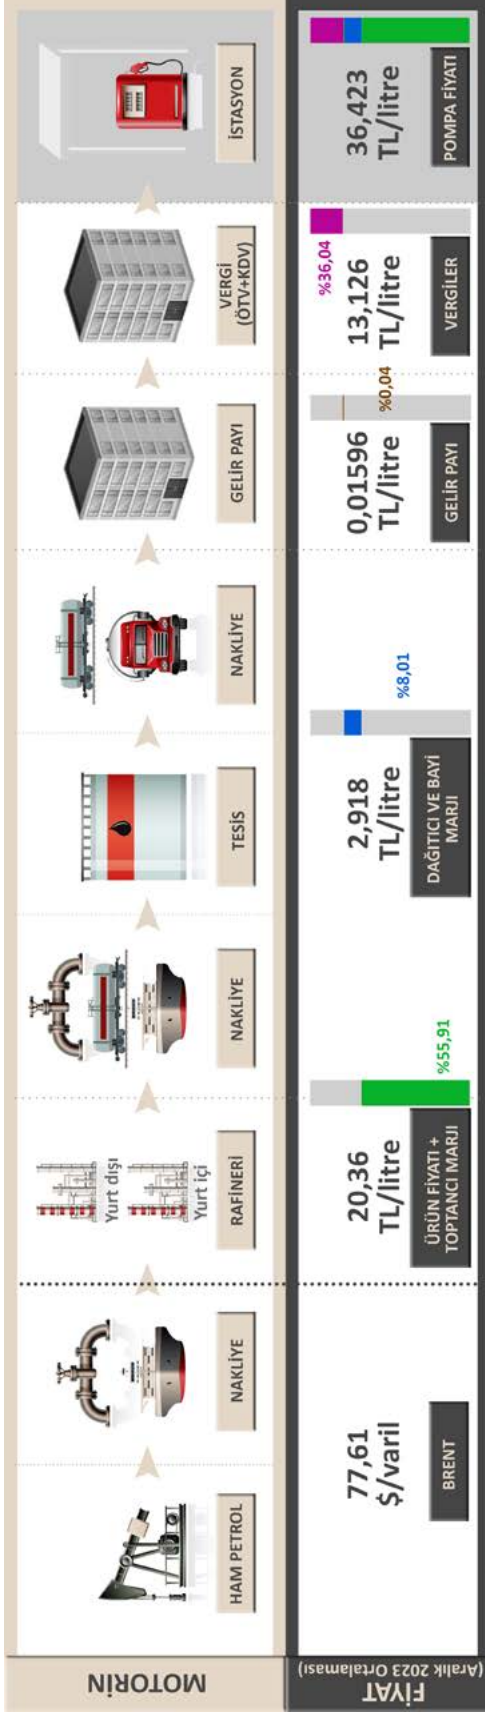 MOTORİN
HAM PETROL
NAKLİYE
Yurt dışı
Yurt içi
RAFİNERİ
NAKLİYE
TESİS
NAKLİYE
GELİR PAYI
VERGİ
(ÖTV+KDV)
İSTASYON
FİYAT
(Aralık 2023 Ortalaması)
77,61
$/varil
BRENT
20,36
TL/litre
%55,91
ÜRÜN FİYATI +
TOPTANCI MARJI
2,918
TL/litre
%8,01
DAĞITICI VE BAYİ
MARJI
0,01596
TL/litre
%0,04
GELİR PAYI
%36,04
13,126
TL/litre
VERGİLER
36,423
TL/litre
POMPA FİYATI